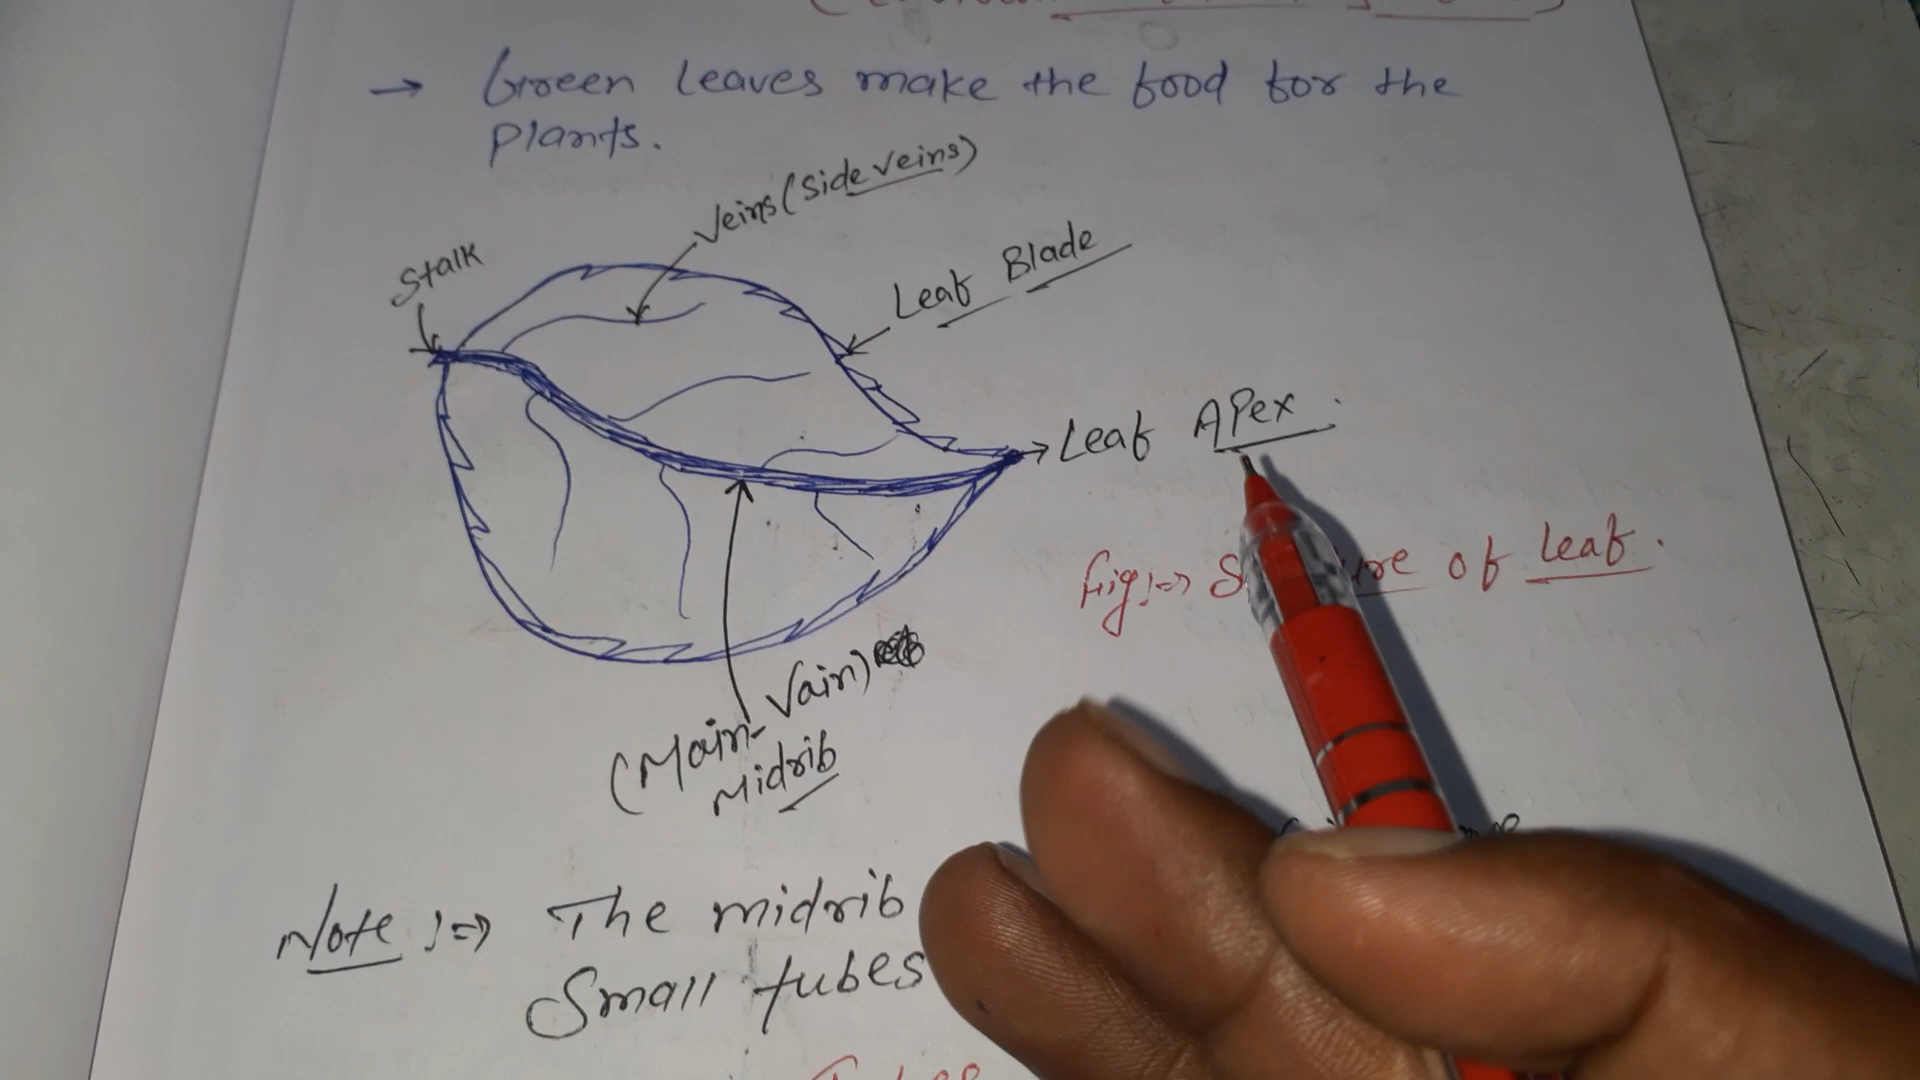 → Green leaves make the food for the
Plants.
Veins (Side veins)
Stalk
Leaf Blade
Leaf Apex.
Fig:⇒ S ure of leaf.
(Main-Vain)
Midrib
Note:⇒ The midrib
Small tubes